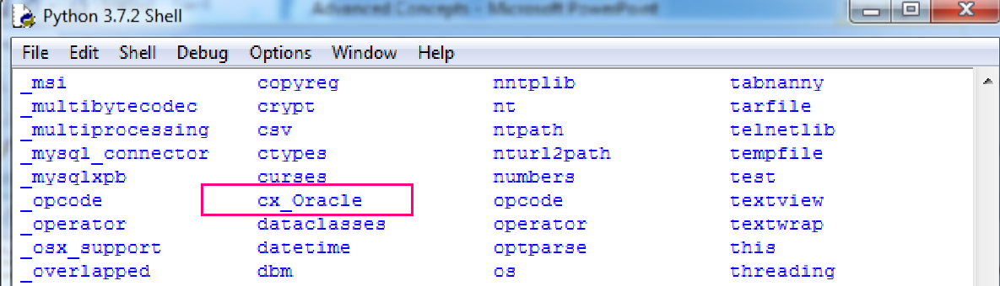 Advanced Concepts - Microsoft PowerPoint
Python 3.7.2 Shell
File Edit Shell Debug Options Window Help
_msi copyreg nntplib tabnanny
_multibytecodec crypt nt tarfile
_multiprocessing csv ntpath telnetlib
_mysql_connector ctypes nturl2path tempfile
_mysqlxpb curses numbers test
_opcode cx_Oracle opcode textview
_operator dataclasses operator textwrap
_osx_support datetime optparse this
_overlapped dbm os threading